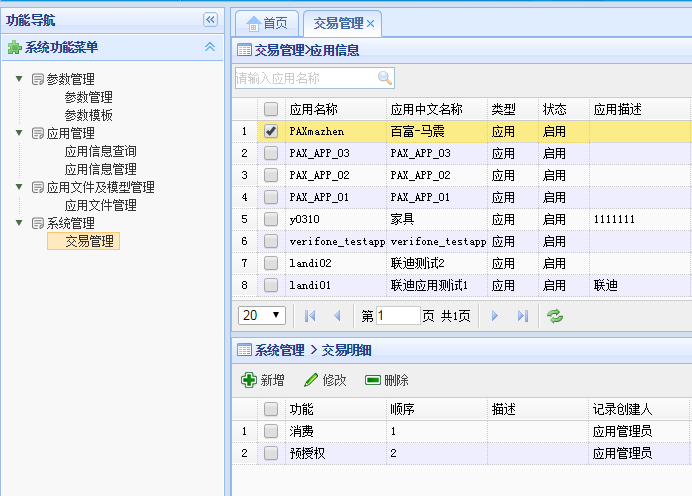 功能导航
系统功能菜单
参数管理
参数管理
参数模板
应用管理
应用信息查询
应用信息管理
应用文件及模型管理
应用文件管理
系统管理
交易管理
首页 交易管理
交易管理>应用信息
请输入应用名称
应用名称 应用中文名称 类型 状态 应用描述
1 PAXmazhen 百富-马震 应用 启用
2 PAX_APP_03 PAX_APP_03 应用 启用
3 PAX_APP_02 PAX_APP_02 应用 启用
4 PAX_APP_01 PAX_APP_01 应用 启用
5 y0310 家具 应用 启用 1111111
6 verifone_testapp verifone_testapp 应用 启用
7 landi02 联迪测试2 应用 启用
8 landi01 联迪应用测试1 应用 启用 联迪
20 第 1 页 共1页
系统管理 > 交易明细
新增 修改 删除
功能 顺序 描述 记录创建人
1 消费 1 应用管理员
2 预授权 2 应用管理员